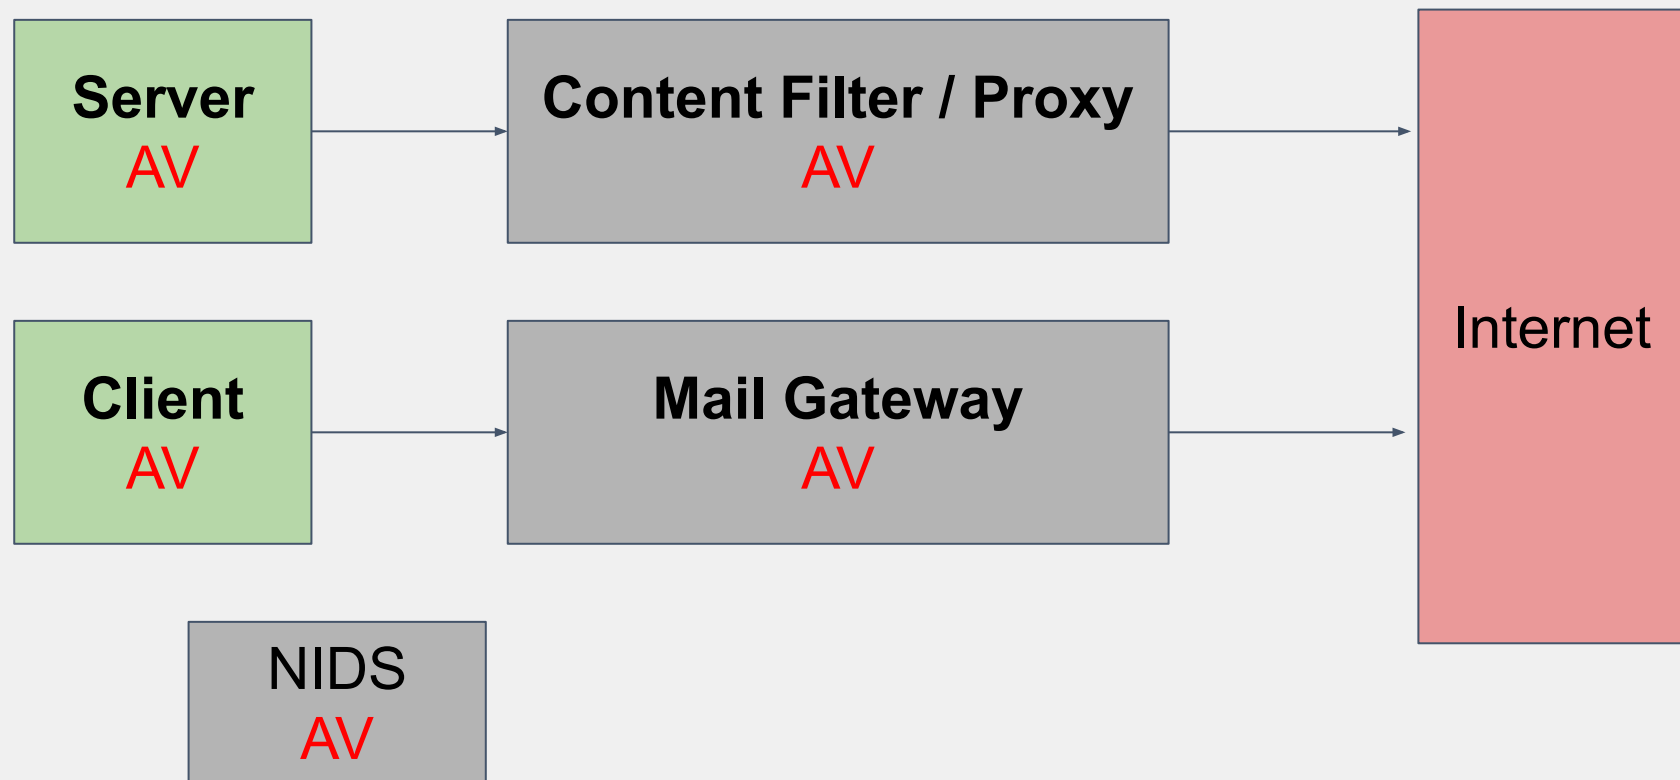 Server
AV
Content Filter / Proxy
AV
Internet
Client
AV
Mail Gateway
AV
NIDS
AV